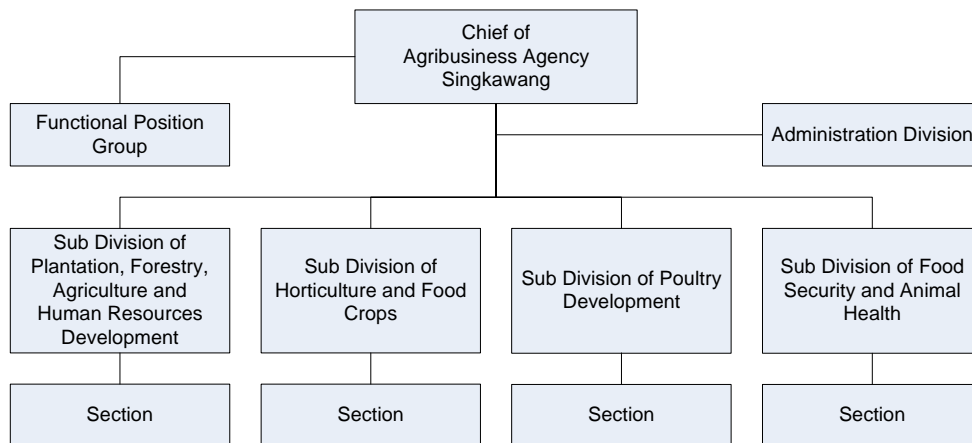 Chief of
Agribusiness Agency
Singkawang
Functional Position
Group
Administration Division
Sub Division of
Plantation, Forestry,
Agriculture and
Human Resources
Development
Sub Division of
Horticulture and Food
Crops
Sub Division of Poultry
Development
Sub Division of Food
Security and Animal
Health
Section
Section
Section
Section